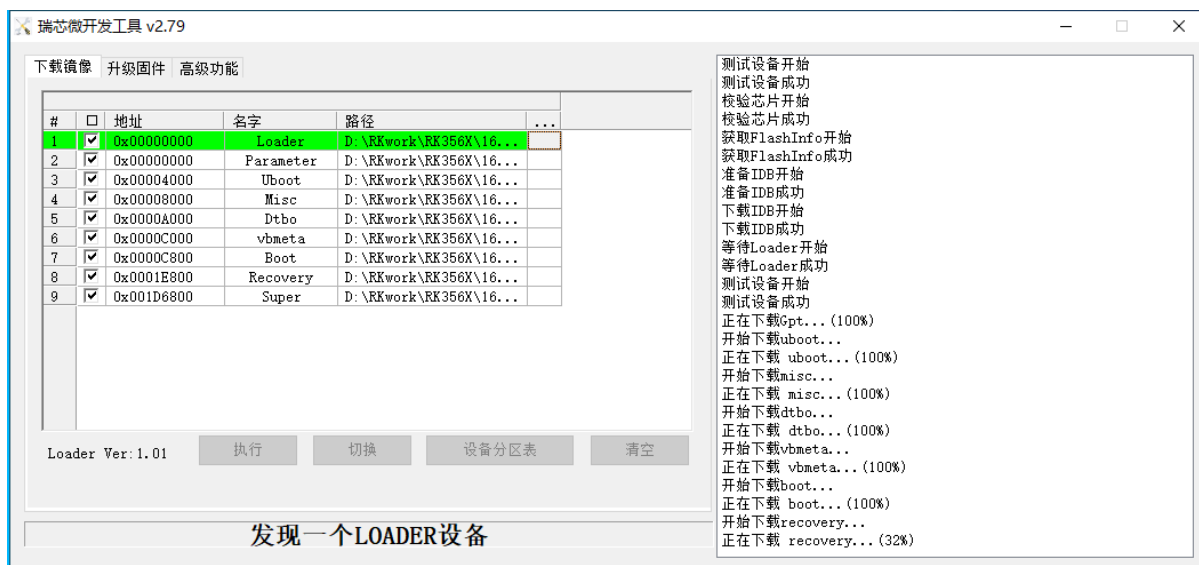 瑞芯微开发工具 v2.79
下载镜像 升级固件 高级功能
# 地址 名字 路径 ...
1 0x00000000 Loader D:\RKwork\RK356X\16...
2 0x00000000 Parameter D:\RKwork\RK356X\16...
3 0x00004000 Uboot D:\RKwork\RK356X\16...
4 0x00008000 Misc D:\RKwork\RK356X\16...
5 0x0000A000 Dtbo D:\RKwork\RK356X\16...
6 0x0000C000 vbmeta D:\RKwork\RK356X\16...
7 0x0000C800 Boot D:\RKwork\RK356X\16...
8 0x0001E800 Recovery D:\RKwork\RK356X\16...
9 0x001D6800 Super D:\RKwork\RK356X\16...
Loader Ver:1.01 执行 切换 设备分区表 清空
发现一个LOADER设备
测试设备开始
测试设备成功
校验芯片开始
校验芯片成功
获取FlashInfo开始
获取FlashInfo成功
准备IDB开始
准备IDB成功
下载IDB开始
下载IDB成功
等待Loader开始
等待Loader成功
测试设备开始
测试设备成功
正在下载Gpt...(100%)
开始下载uboot...
正在下载 uboot...(100%)
开始下载misc...
正在下载 misc...(100%)
开始下载dtbo...
正在下载 dtbo...(100%)
开始下载vbmeta...
正在下载 vbmeta...(100%)
开始下载boot...
正在下载 boot...(100%)
开始下载recovery...
正在下载 recovery...(32%)